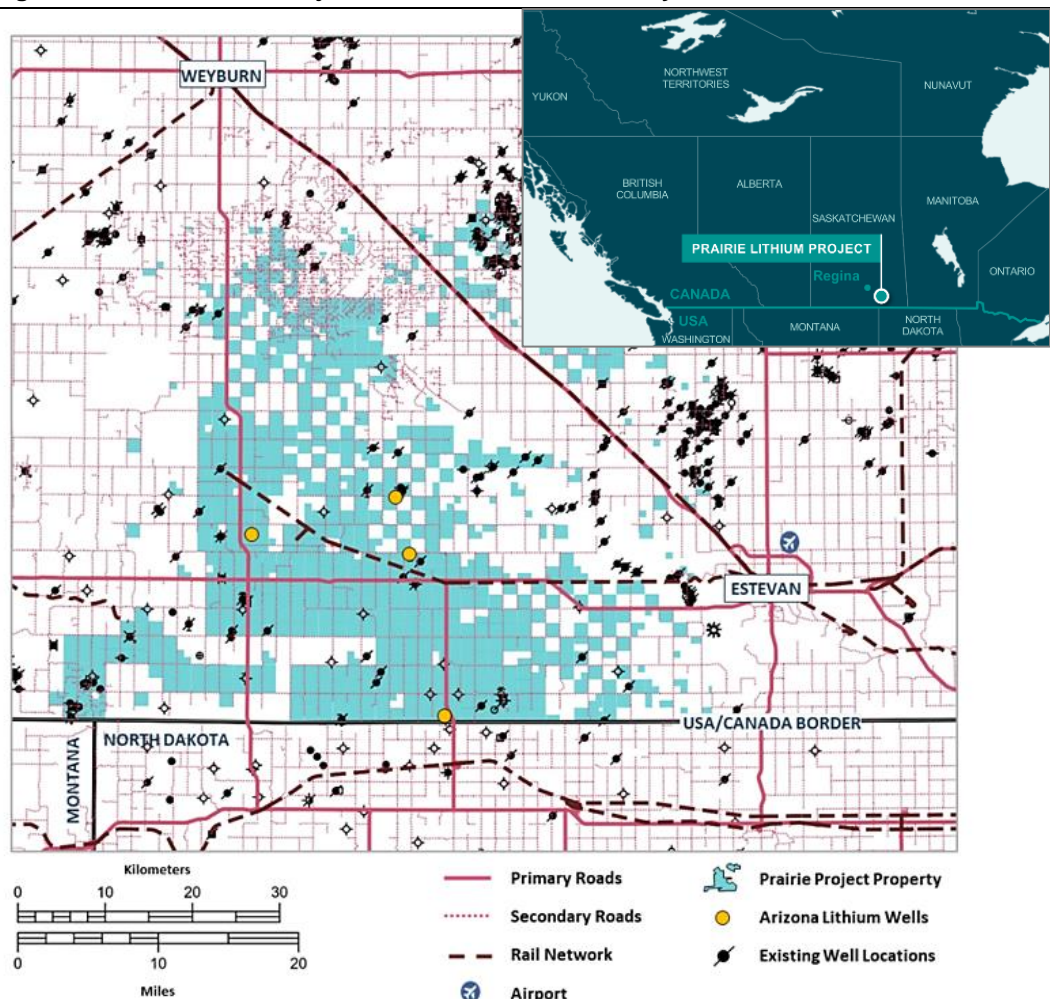 WEYBURN
YUKON
NORTHWEST
TERRITORIES
NUNAVUT
BRITISH
COLUMBIA
ALBERTA
SASKATCHEWAN
MANITOBA
ONTARIO
PRAIRIE LITHIUM PROJECT
Regina
CANADA
USA
WASHINGTON
MONTANA
NORTH
DAKOTA
ESTEVAN
USA/CANADA BORDER
NORTH DAKOTA
MONTANA
Kilometers
0 10 20 30
0 10 20
Miles
Primary Roads
Secondary Roads
Rail Network
Airport
Prairie Project Property
Arizona Lithium Wells
Existing Well Locations